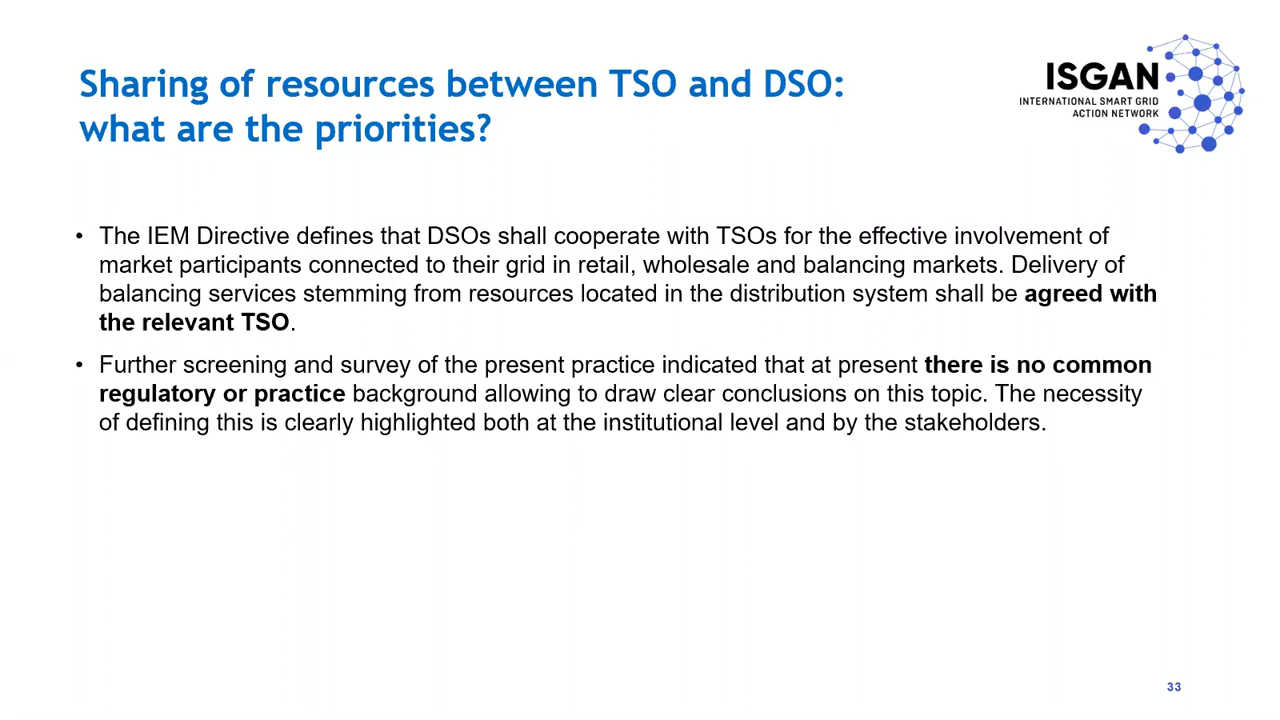 Sharing of resources between TSO and DSO:
what are the priorities?
ISGAN
INTERNATIONAL SMART GRID
ACTION NETWORK
• The IEM Directive defines that DSOs shall cooperate with TSOs for the effective involvement of
market participants connected to their grid in retail, wholesale and balancing markets. Delivery of
balancing services stemming from resources located in the distribution system shall be agreed with
the relevant TSO.
• Further screening and survey of the present practice indicated that at present there is no common
regulatory or practice background allowing to draw clear conclusions on this topic. The necessity
of defining this is clearly highlighted both at the institutional level and by the stakeholders.
33